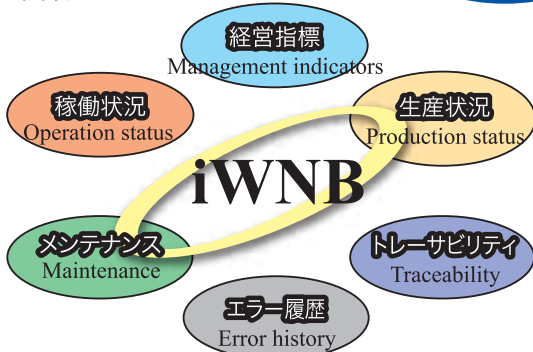 経営指標
Management indicators
稼働状況
Operation status
生産状況
Production status
iWNB
メンテナンス
Maintenance
トレーサビリティ
Traceability
エラー履歴
Error history